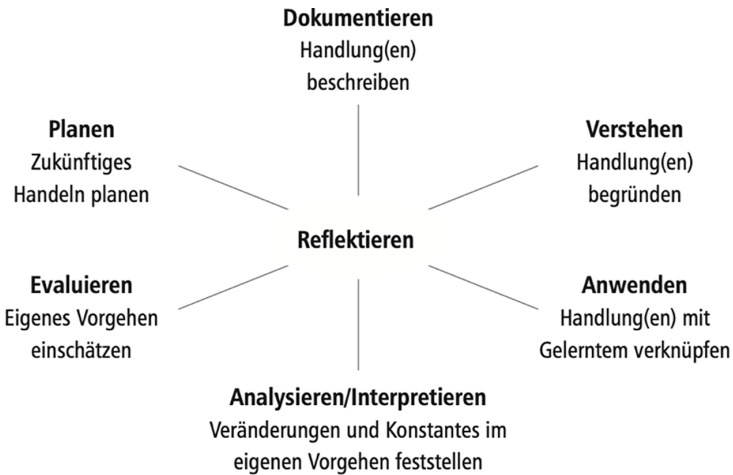 Dokumentieren
Handlung(en)
beschreiben
Planen
Zukünftiges
Handeln planen
Verstehen
Handlung(en)
begründen
Reflektieren
Evaluieren
Eigenes Vorgehen
einschätzen
Anwenden
Handlung(en) mit
Gelerntem verknüpfen
Analysieren/Interpretieren
Veränderungen und Konstantes im
eigenen Vorgehen feststellen